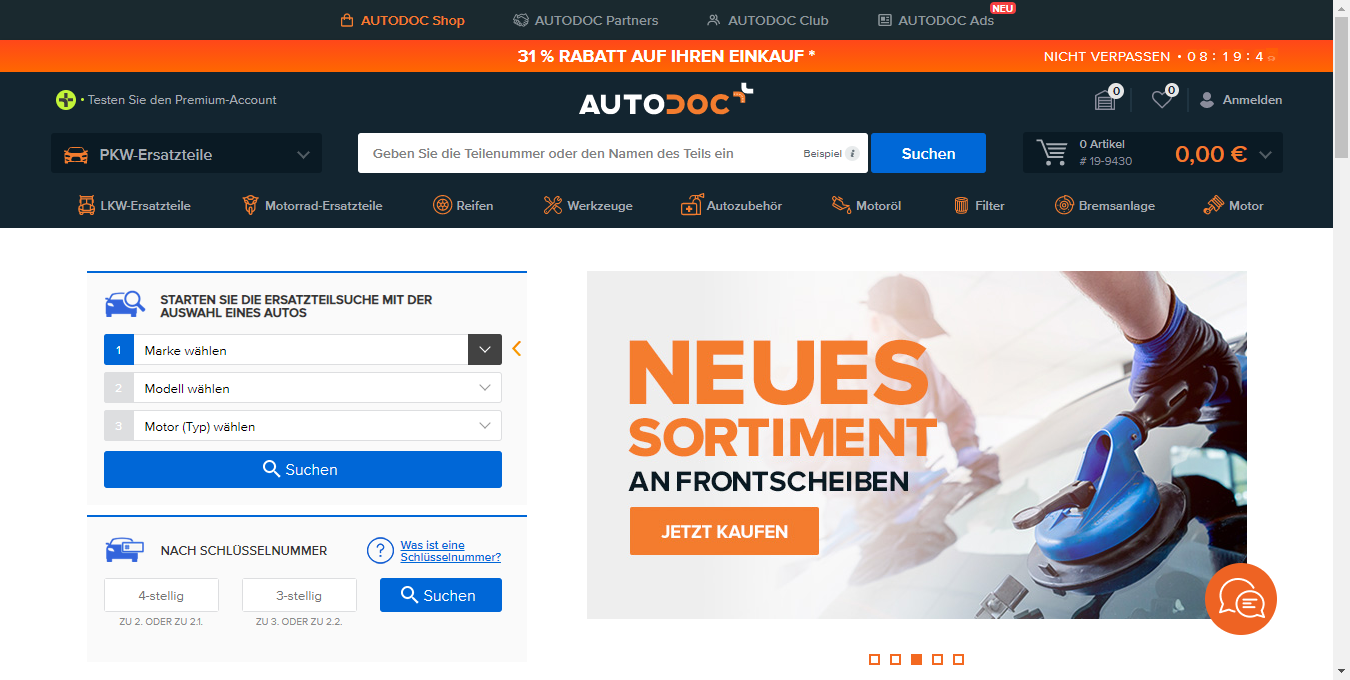 AUTODOC Shop
AUTODOC Partners
AUTODOC Club
AUTODOC Ads
NEU
31 % RABATT AUF IHREN EINKAUF *
NICHT VERPASSEN • 08:19:4
• Testen Sie den Premium-Account
AUTODOC
0
0
Anmelden
PKW-Ersatzteile
Geben Sie die Teilenummer oder den Namen des Teils ein
Beispiel i
Suchen
0 Artikel
# 19-9430
0,00 €
LKW-Ersatzteile
Motorrad-Ersatzteile
Reifen
Werkzeuge
Autozubehör
Motoröl
Filter
Bremsanlage
Motor
STARTEN SIE DIE ERSATZTEILSUCHE MIT DER
AUSWAHL EINES AUTOS
1 Marke wählen
2 Modell wählen
3 Motor (Typ) wählen
Suchen
NACH SCHLÜSSELNUMMER
? Was ist eine
Schlüsselnummer?
4-stellig
3-stellig
Suchen
ZU 2. ODER ZU 2.1.
ZU 3. ODER ZU 2.2.
NEUES
SORTIMENT
AN FRONTSCHEIBEN
JETZT KAUFEN